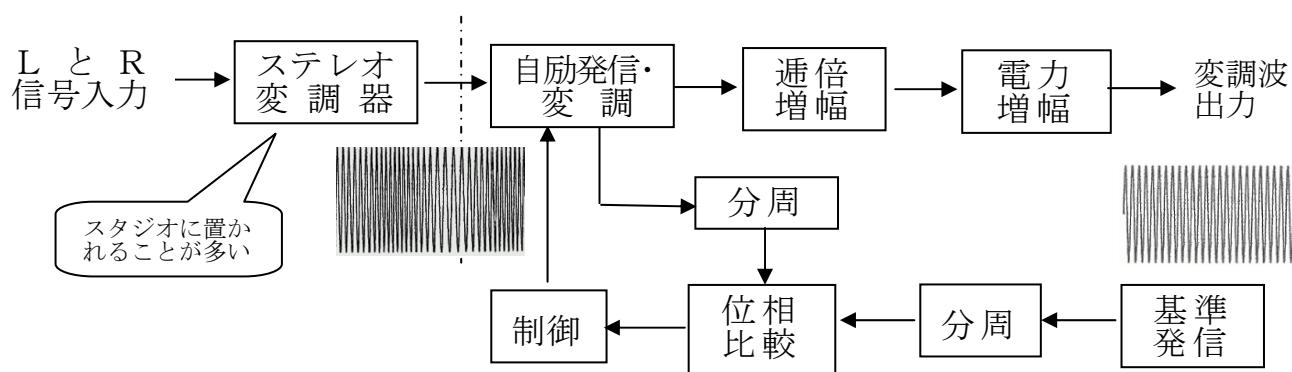 L と R
信号入力
ステレオ
変 調 器
自励発信・
変 調
逓倍
増幅
電力
増幅
変調波
出力
スタジオに置か
れることが多い
分周
制御
位相
比較
分周
基準
発信